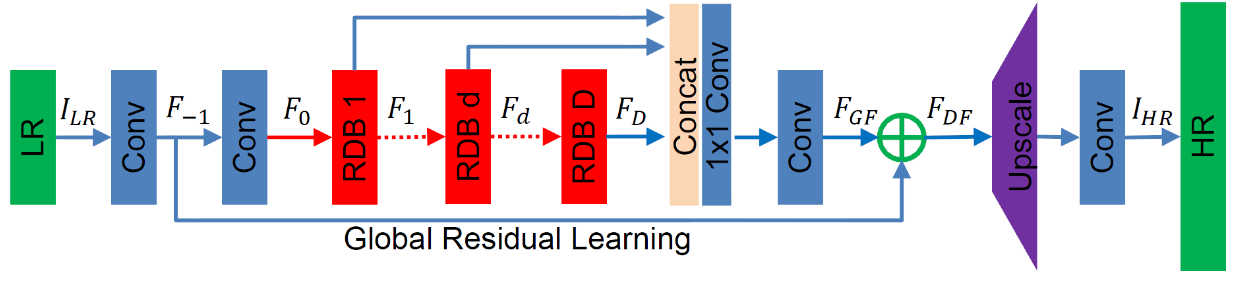 LR
I_{LR}
Conv
F_{-1}
Conv
F_0
RDB 1
F_1
RDB d
F_d
RDB D
F_D
Concat
1x1 Conv
Conv
F_{GF}
F_{DF}
Upscale
Conv
I_{HR}
HR
Global Residual Learning